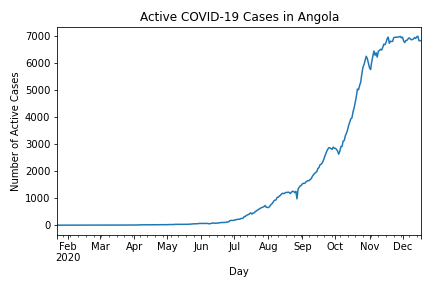 Active COVID-19 Cases in Angola
Number of Active Cases
7000
6000
5000
4000
3000
2000
1000
0
Feb Mar Apr May Jun Jul Aug Sep Oct Nov Dec
2020
Day